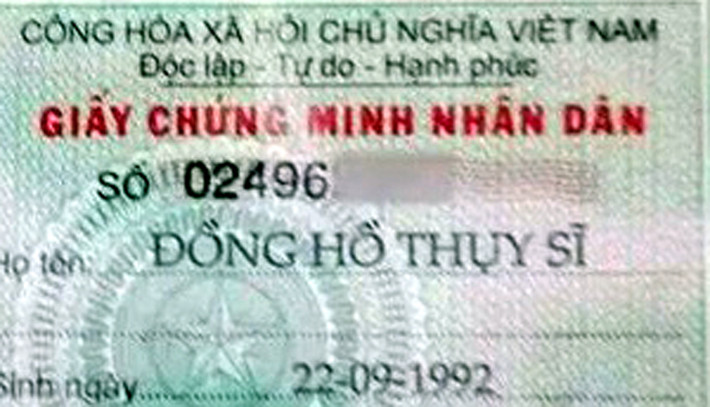 CỘNG HÒA XÃ HỘI CHỦ NGHĨA VIỆT NAM
Độc lập - Tự do - Hạnh phúc
GIẤY CHỨNG MINH NHÂN DÂN
SỐ 02496
Họ tên: ĐỒNG HỒ THỤY SĨ
Sinh ngày 22-09-1992